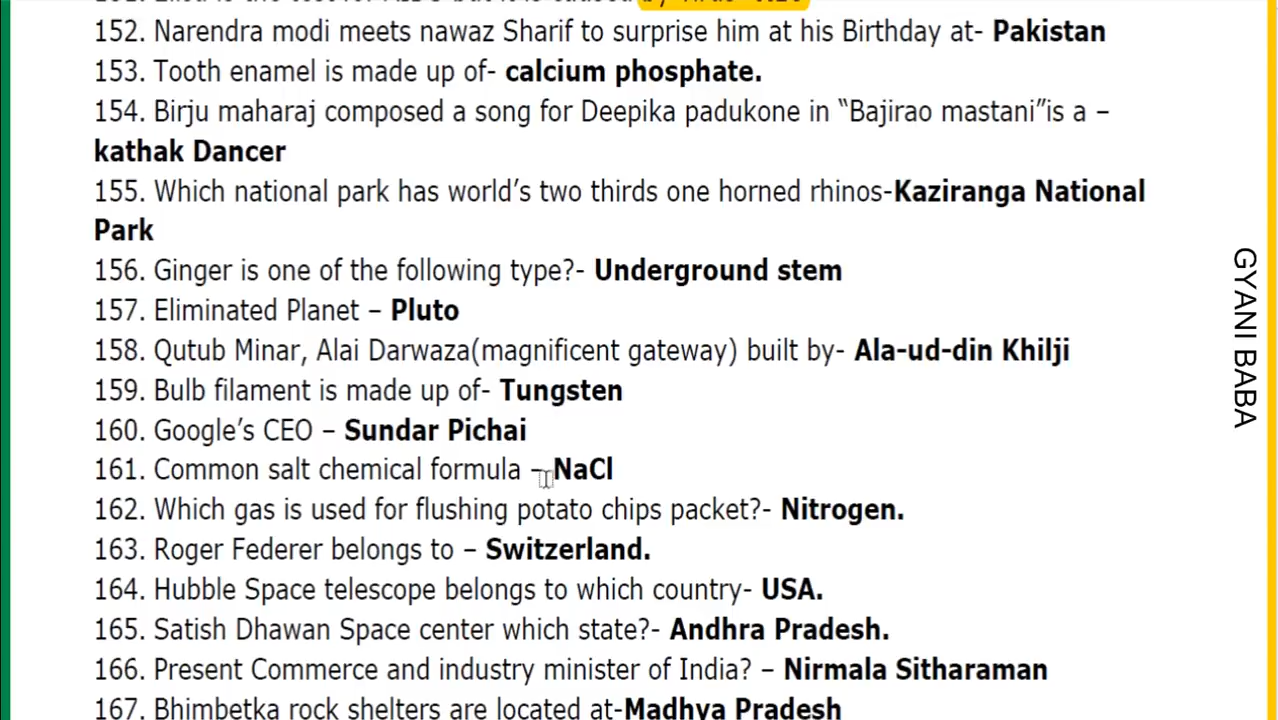 152. Narendra modi meets nawaz Sharif to surprise him at his Birthday at- Pakistan
153. Tooth enamel is made up of- calcium phosphate.
154. Birju maharaj composed a song for Deepika padukone in “Bajirao mastani”is a –
kathak Dancer
155. Which national park has world’s two thirds one horned rhinos-Kaziranga National
Park
156. Ginger is one of the following type?- Underground stem
157. Eliminated Planet – Pluto
158. Qutub Minar, Alai Darwaza(magnificent gateway) built by- Ala-ud-din Khilji
159. Bulb filament is made up of- Tungsten
160. Google’s CEO – Sundar Pichai
161. Common salt chemical formula – NaCl
162. Which gas is used for flushing potato chips packet?- Nitrogen.
163. Roger Federer belongs to – Switzerland.
164. Hubble Space telescope belongs to which country- USA.
165. Satish Dhawan Space center which state?- Andhra Pradesh.
166. Present Commerce and industry minister of India? – Nirmala Sitharaman
167. Bhimbetka rock shelters are located at-Madhya Pradesh
GYANI BABA